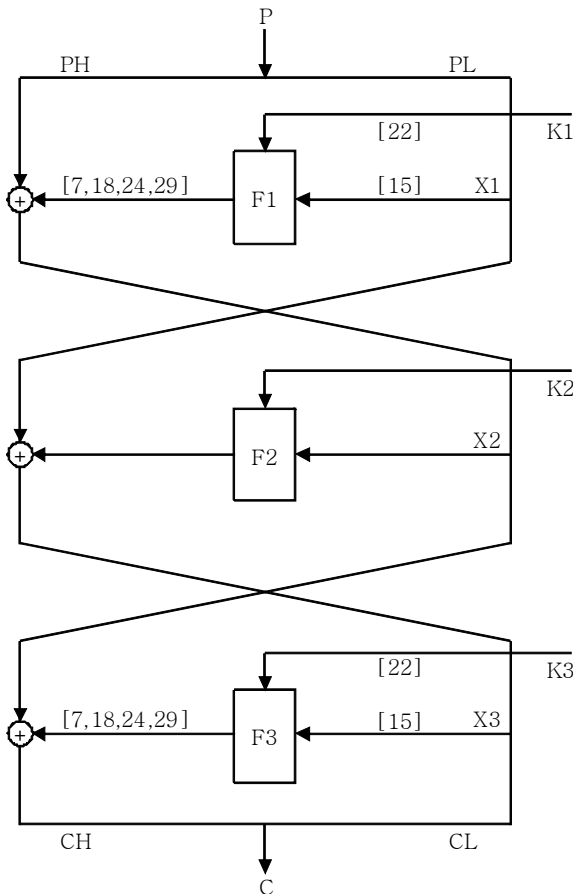 P
PH PL
[22] K1
[7,18,24,29] F1 [15] X1
+
K2
F2 X2
+
[22] K3
[7,18,24,29] F3 [15] X3
+
CH CL
C